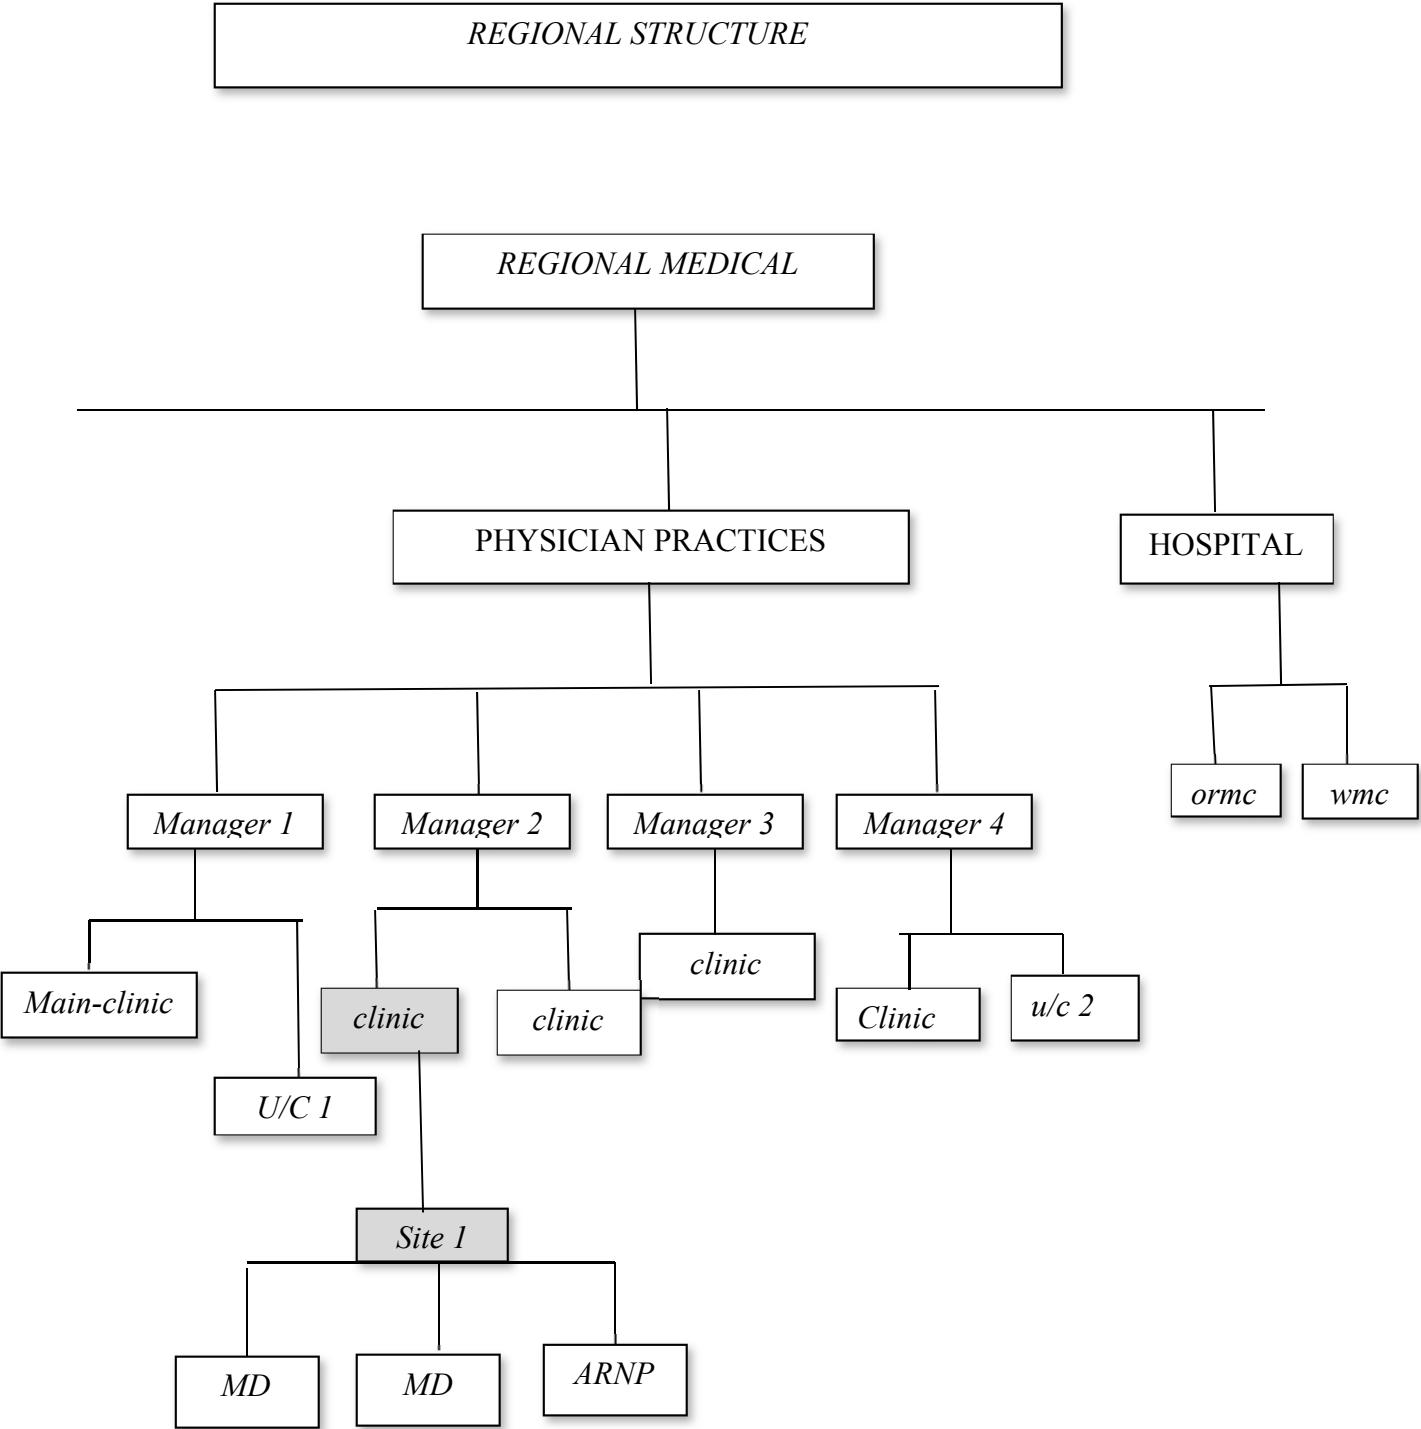 REGIONAL STRUCTURE
REGIONAL MEDICAL
PHYSICIAN PRACTICES
HOSPITAL
ormc
wmc
Manager 1
Manager 2
Manager 3
Manager 4
Main-clinic
clinic
clinic
clinic
Clinic
u/c 2
U/C 1
Site 1
MD
MD
ARNP